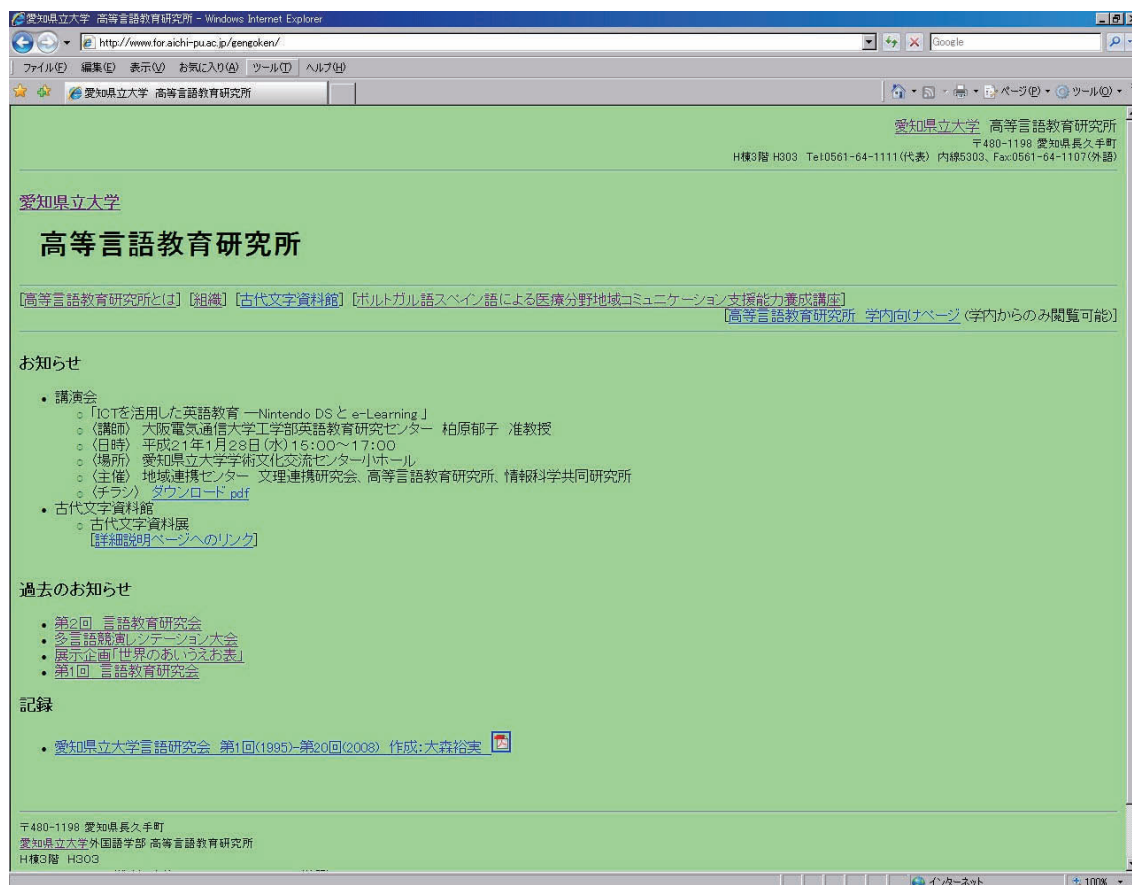 愛知県立大学 高等言語教育研究所 - Windows Internet Explorer
http://www.for.aichi-pu.ac.jp/gengoken/
Google
ファイル(F) 編集(E) 表示(V) お気に入り(A) ツール(T) ヘルプ(H)
愛知県立大学 高等言語教育研究所
ページ(P) ツール(O)
愛知県立大学 高等言語教育研究所
〒480-1198 愛知県長久手町
H棟3階 H303 Tel:0561-64-1111(代表) 内線5303、Fax:0561-64-1107(外語)
愛知県立大学
高等言語教育研究所
[高等言語教育研究所とは] [組織] [古代文字資料館] [ポルトガル語スペイン語による医療分野地域コミュニケーション支援能力養成講座]
[高等言語教育研究所 学内向けページ (学内からのみ閲覧可能)]
お知らせ
講演会
「ICTを活用した英語教育 ―Nintendo DS と e-Learning 」
〈講師〉 大阪電気通信大学工学部英語教育研究センター 柏原郁子 准教授
〈日時〉 平成21年1月28日(水)15:00~17:00
〈場所〉 愛知県立大学学術文化交流センター小ホール
〈主催〉 地域連携センター 文理連携研究会、高等言語教育研究所、情報科学共同研究所
〈チラシ〉 ダウンロード pdf
古代文字資料館
古代文字資料展
[詳細説明ページへのリンク]
過去のお知らせ
第2回 言語教育研究会
多言語競演レシテーション大会
展示企画「世界のあいうえお表」
第1回 言語教育研究会
記録
愛知県立大学言語研究会 第1回(1995)-第20回(2008) 作成:大森裕実
〒480-1198 愛知県長久手町
愛知県立大学外国語学部 高等言語教育研究所
H棟3階 H303
インターネット 100%